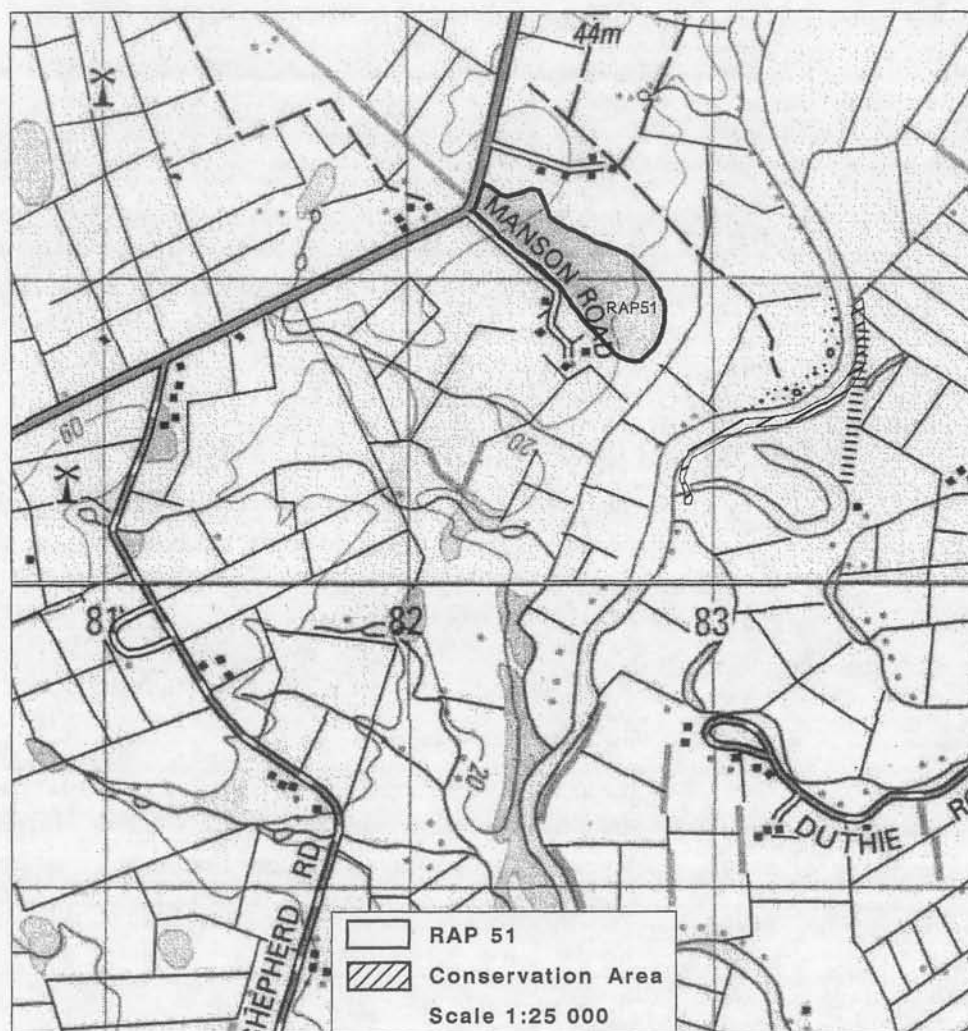 44m
MANSON ROAD
RAP51
60
20
81
82
83
20
DUTHIE
SHEPHERD RD
RAP 51
Conservation Area
Scale 1:25 000